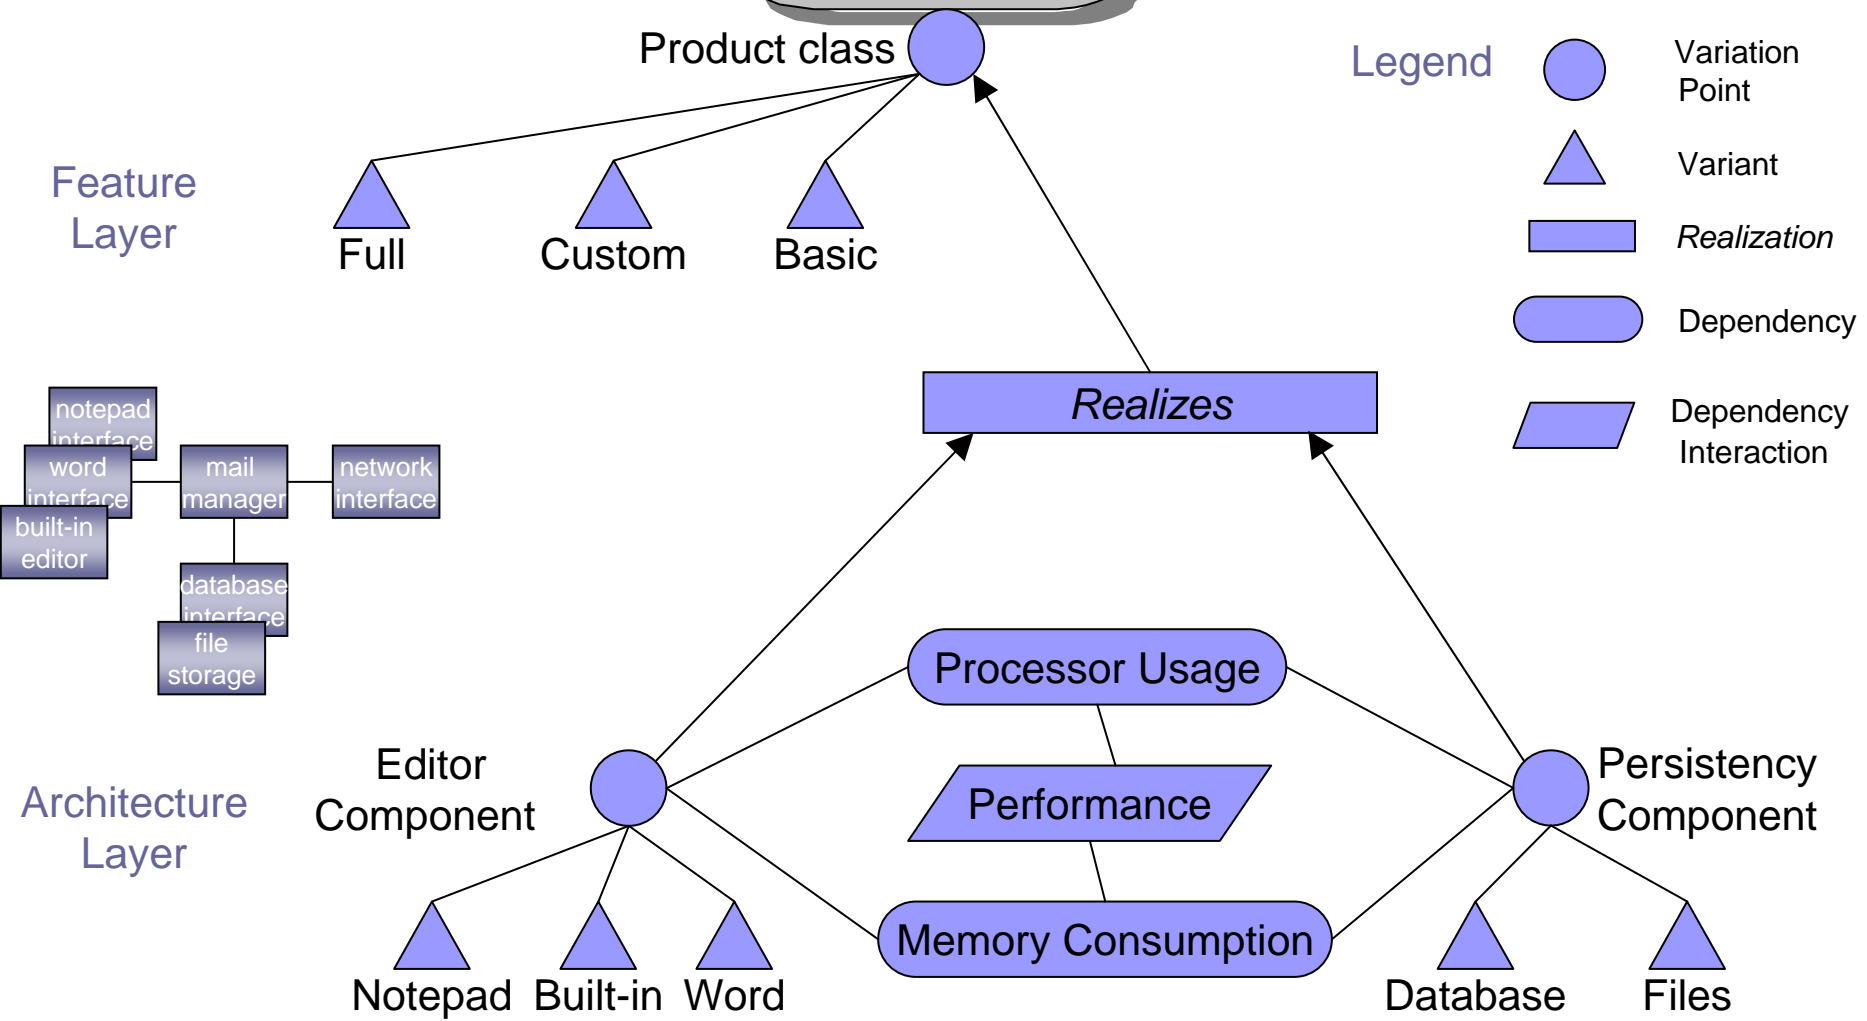 Product class
Legend
Variation
Point
Variant
Realization
Dependency
Dependency
Interaction
Feature
Layer
Full
Custom
Basic
Realizes
notepad
interface
word
interface
built-in
editor
mail
manager
network
interface
database
interface
file
storage
Architecture
Layer
Editor
Component
Processor Usage
Performance
Memory Consumption
Persistency
Component
Notepad
Built-in
Word
Database
Files